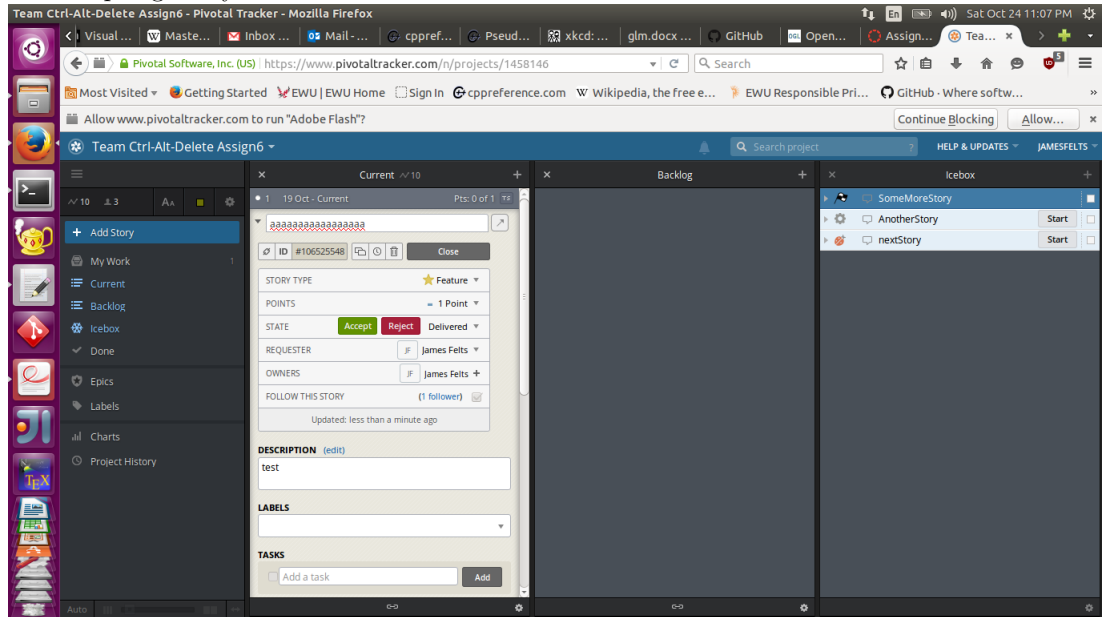 Team Ctrl-Alt-Delete Assign6 - Pivotal Tracker - Mozilla Firefox
En
Sat Oct 24 11:07 PM
Visual ...
Maste...
Inbox ...
Mail - ...
cppref...
Pseud...
xkcd: ...
glm.docx ...
GitHub
Open...
Assign...
Tea...
Pivotal Software, Inc. (US)
https://www.pivotaltracker.com/n/projects/1458146
Search
5
Most Visited
Getting Started
EWU | EWU Home
Sign In
cppreference.com
Wikipedia, the free e...
EWU Responsible Pri...
GitHub · Where softw...
Allow www.pivotaltracker.com to run "Adobe Flash"?
Continue Blocking
Allow...
Team Ctrl-Alt-Delete Assign6
Search project
?
HELP & UPDATES
JAMESFELTS
Current
10
Backlog
Icebox
10
3
AA
1
19 Oct - Current
Pts: 0 of 1
TS
SomeMoreStory
AnotherStory
Start
nextStory
Start
+ Add Story
My Work
1
Current
Backlog
Icebox
Done
Epics
Labels
Charts
Project History
Auto
aaaaaaaaaaaaaaaaa
ID
#106525548
Close
STORY TYPE
Feature
POINTS
1 Point
STATE
Accept
Reject
Delivered
REQUESTER
JF
James Felts
OWNERS
JF
James Felts +
FOLLOW THIS STORY
(1 follower)
Updated: less than a minute ago
DESCRIPTION (edit)
test
LABELS
TASKS
Add a task
Add
TEX